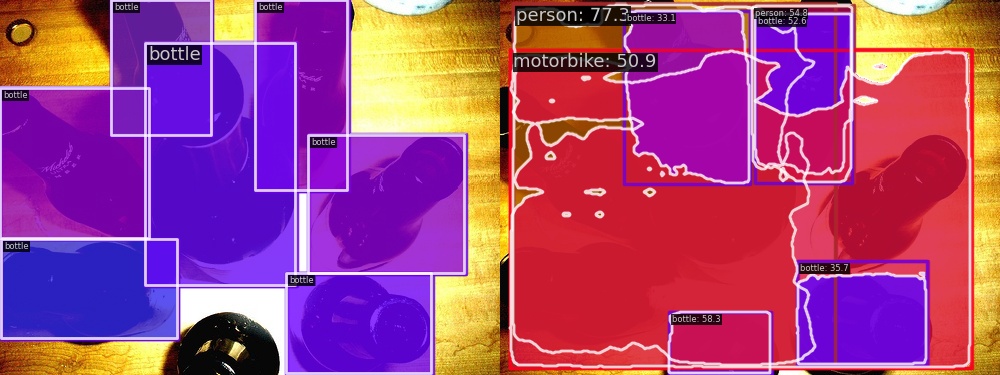 bottle
bottle
bottle
bottle
bottle
bottle
bottle
person: 77.3
bottle: 33.1
person: 54.8
bottle: 52.6
motorbike: 50.9
bottle: 35.7
bottle: 58.3